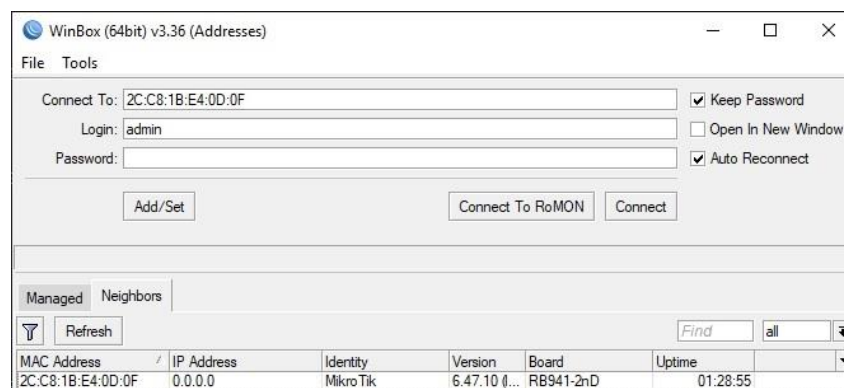 WinBox (64bit) v3.36 (Addresses)
File Tools
Connect To: 2C:C8:1B:E4:0D:0F
Keep Password
Login: admin
Open In New Window
Password:
Auto Reconnect
Add/Set Connect To RoMON Connect
Managed Neighbors
Refresh Find all
MAC Address / IP Address Identity Version Board Uptime
2C:C8:1B:E4:0D:0F 0.0.0.0 MikroTik 6.47.10 (l... RB941-2nD 01:28:55